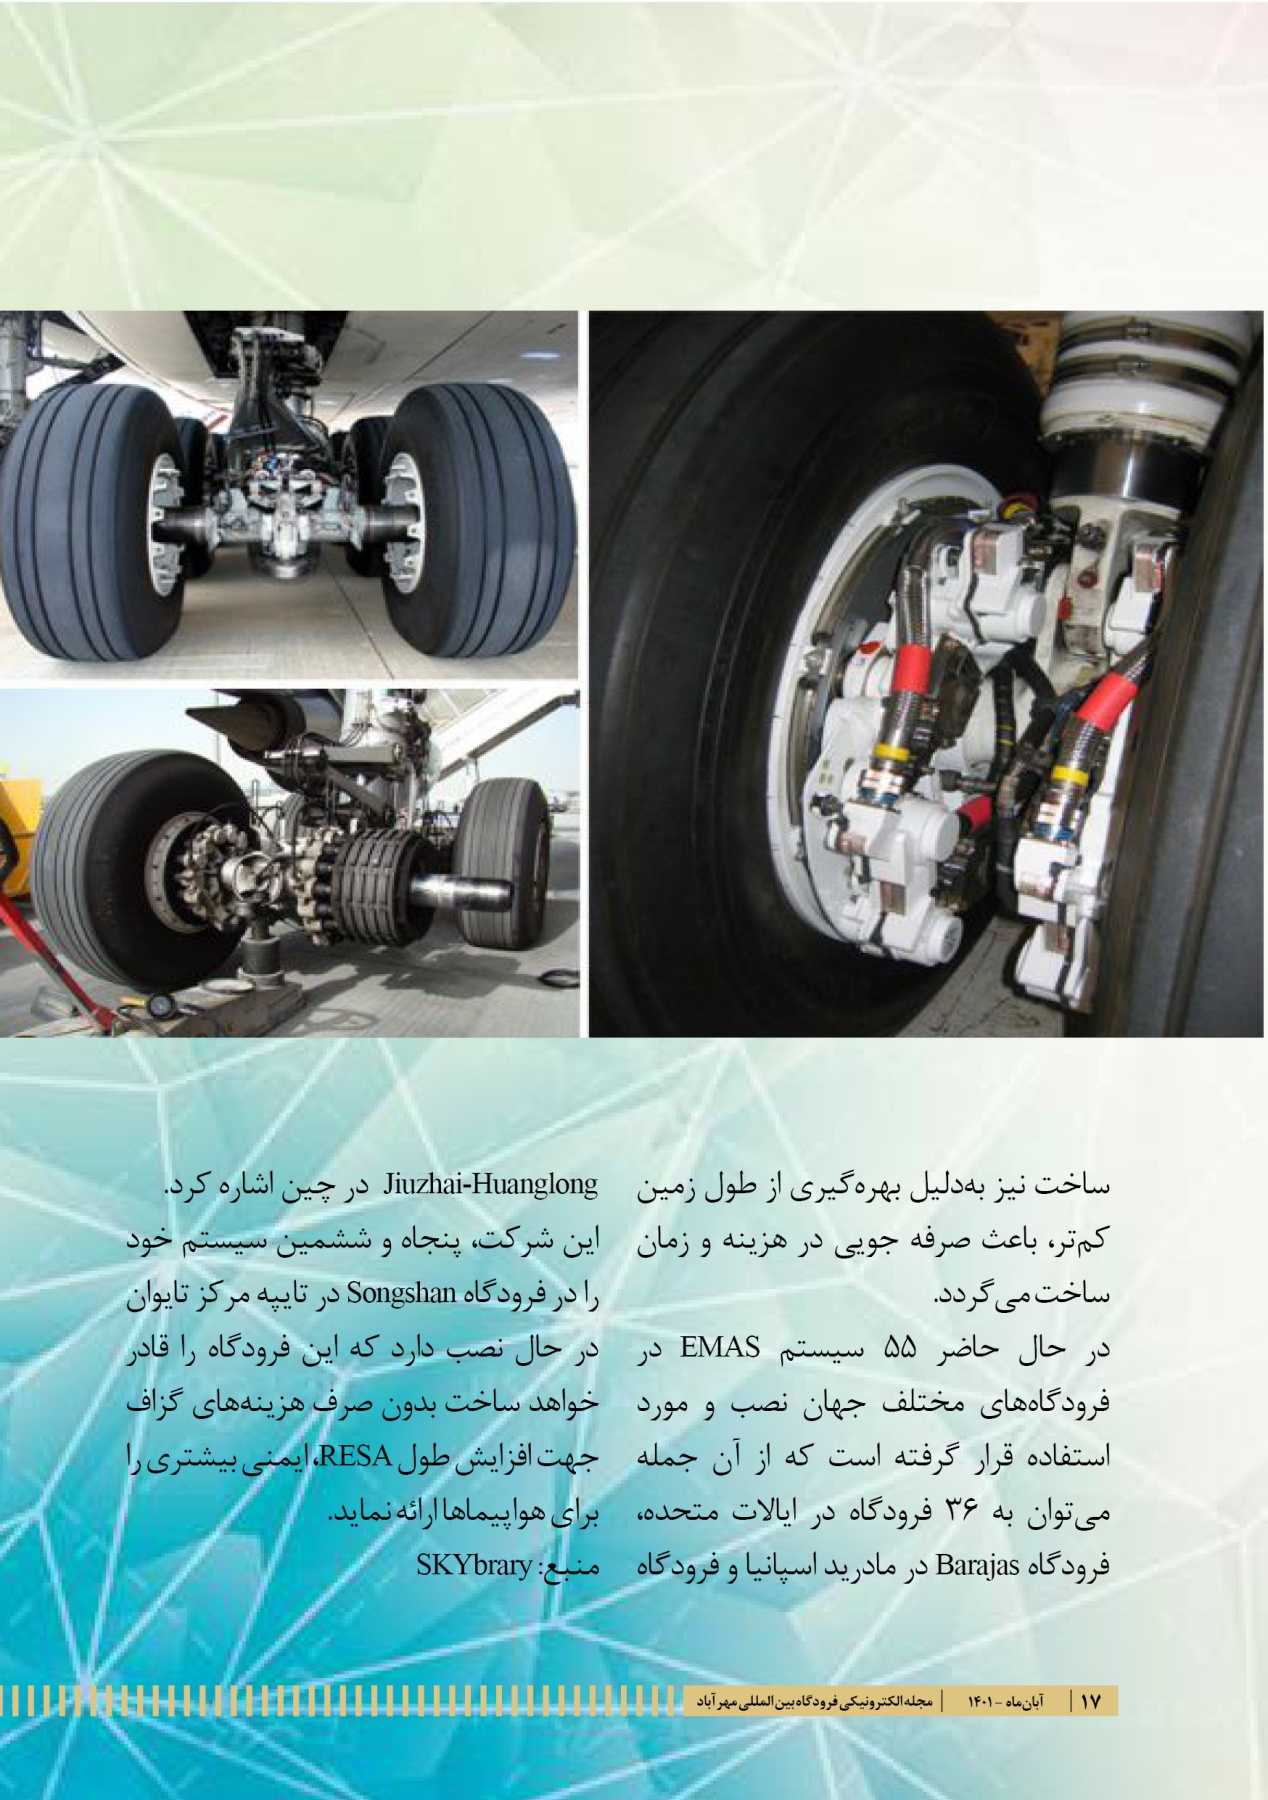 ساخت نیز به‌دلیل بهره‌گیری از طول زمین
کم‌تر، باعث صرفه جویی در هزینه و زمان
ساخت می‌گردد.
در حال حاضر ۵۵ سیستم EMAS در
فرودگاه‌های مختلف جهان نصب و مورد
استفاده قرار گرفته است که از آن جمله
می‌توان به ۳۶ فرودگاه در ایالات متحده،
فرودگاه Barajas در مادرید اسپانیا و فرودگاه
Jiuzhai-Huanglong در چین اشاره کرد.
این شرکت، پنجاه و ششمین سیستم خود
را در فرودگاه Songshan در تایپه مرکز تایوان
در حال نصب دارد که این فرودگاه را قادر
خواهد ساخت بدون صرف هزینه‌های گزاف
جهت افزایش طول RESA، ایمنی بیشتری را
برای هواپیماها ارائه نماید.
منبع: SKYbrary
۱۷ | آبان‌ماه - ۱۴۰۱ | مجله الکترونیکی فرودگاه بین المللی مهرآباد